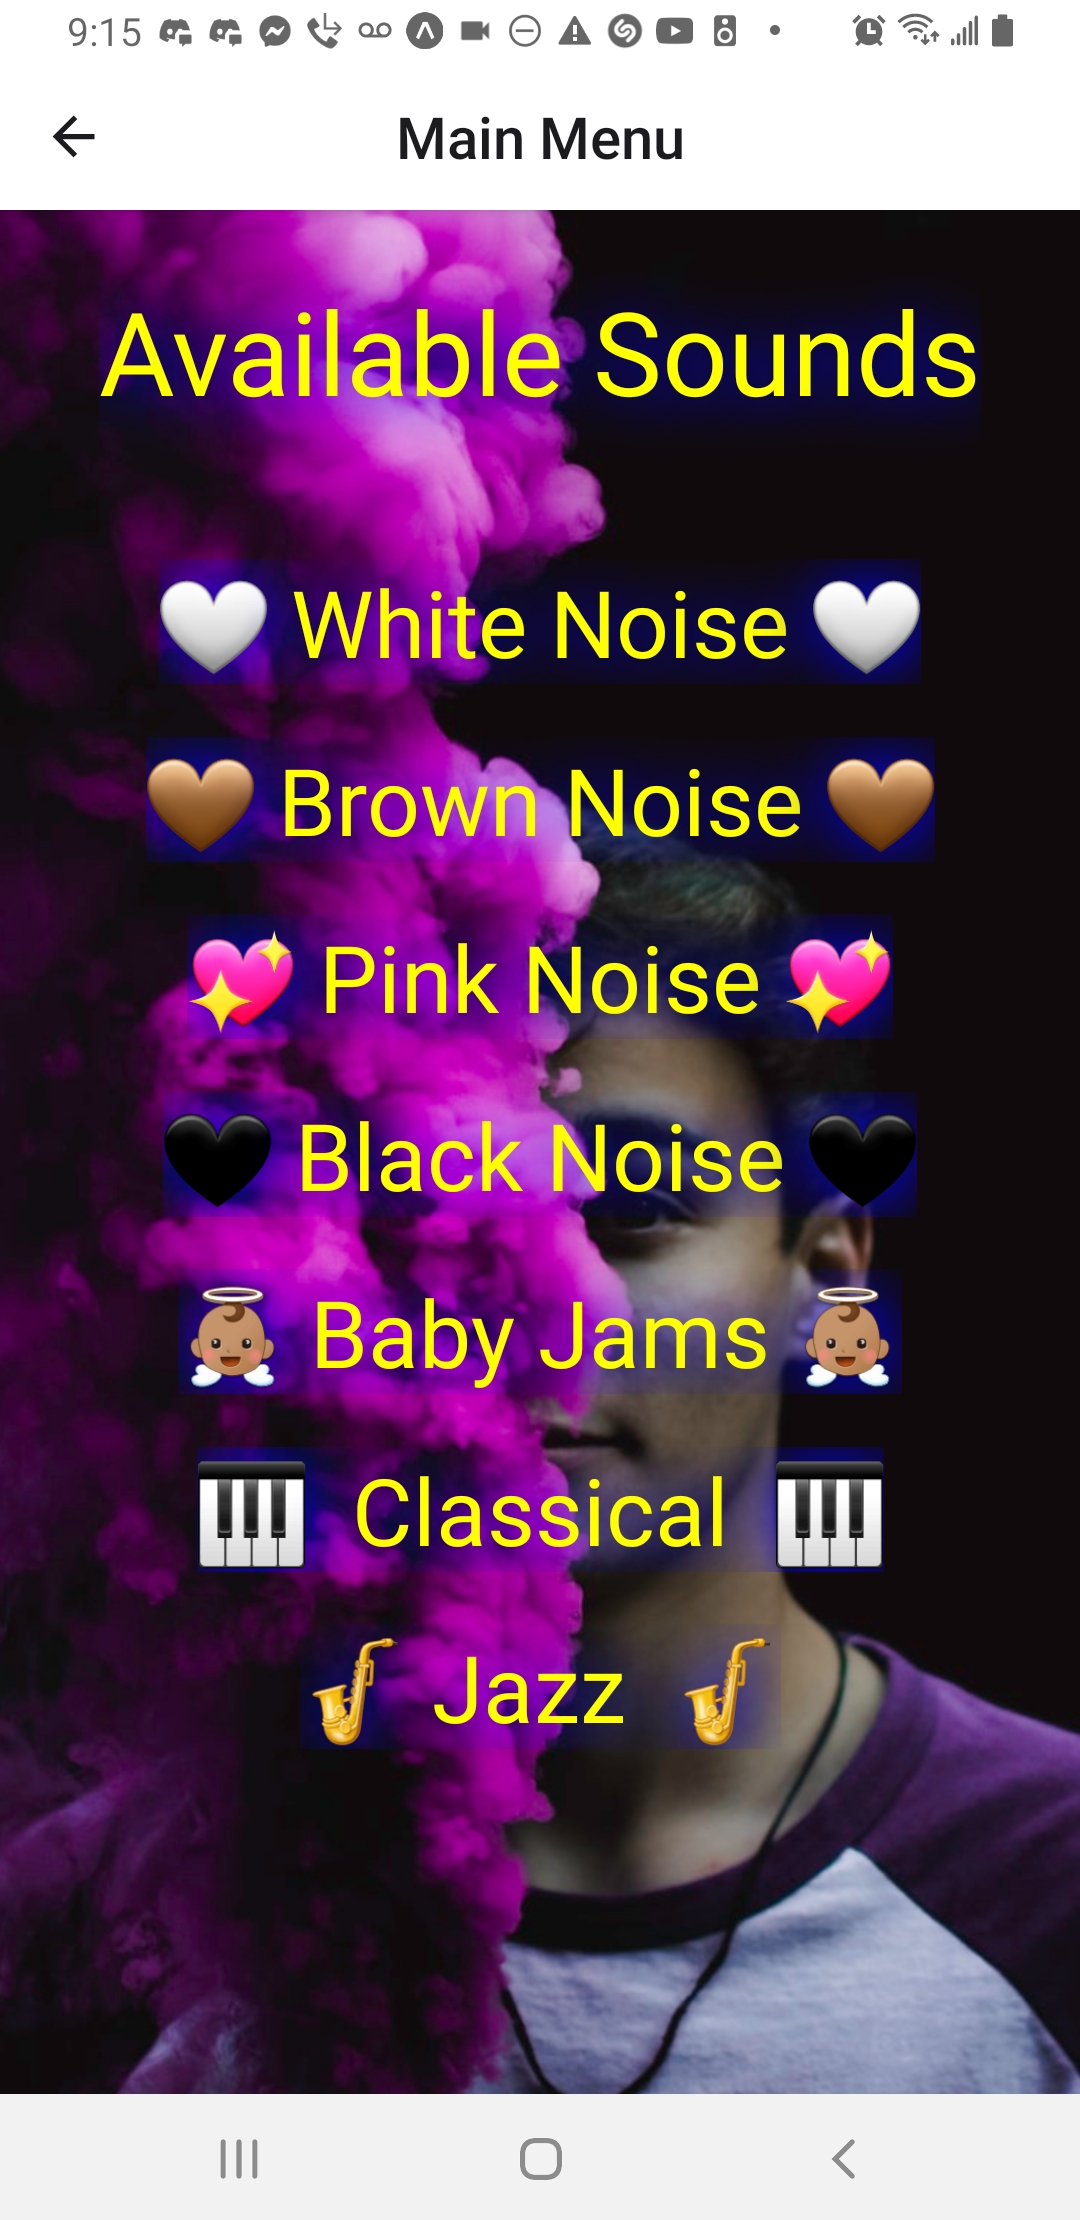 9:15
Main Menu
Available Sounds
🤍 White Noise 🤍
🤎 Brown Noise 🤎
💖 Pink Noise 💖
🖤 Black Noise 🖤
👼🏽 Baby Jams 👼🏽
🎹 Classical 🎹
🎷 Jazz 🎷